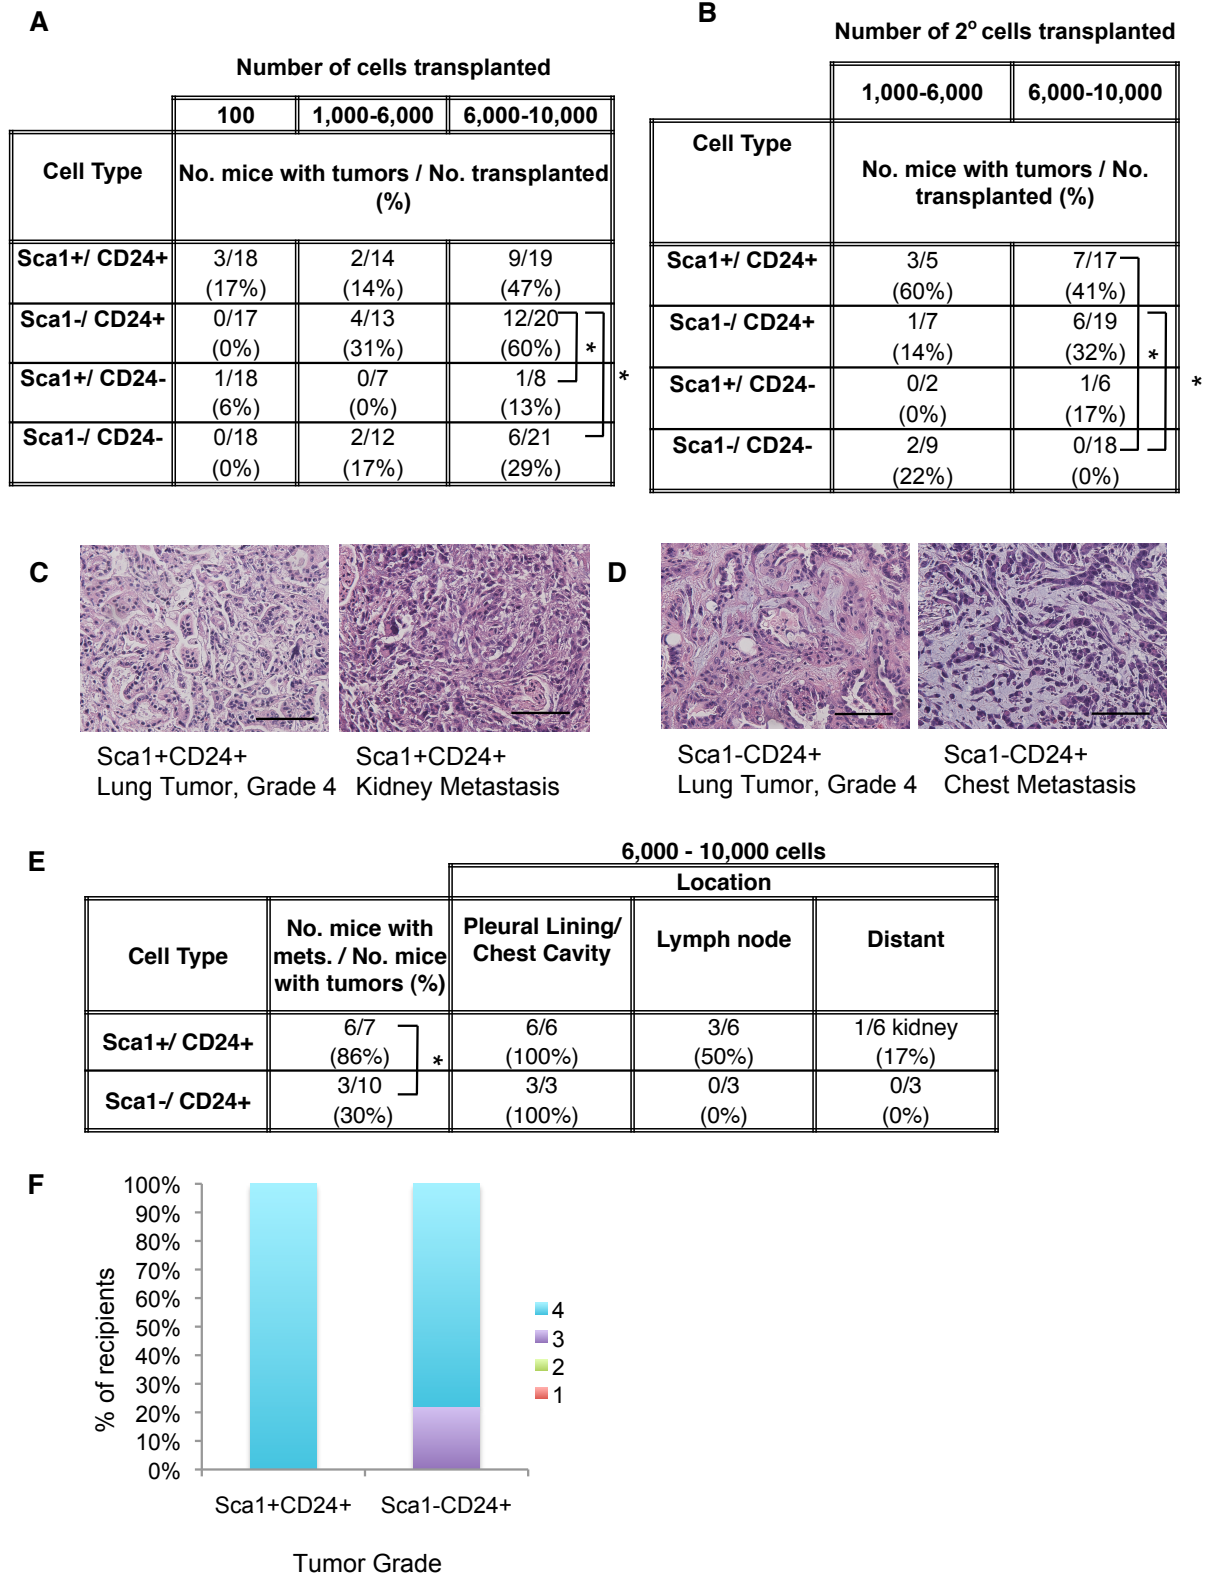 A
Number of cells transplanted
100 1,000-6,000 6,000-10,000
Cell Type
No. mice with tumors / No. transplanted
(%)
Sca1+/ CD24+ 3/18 2/14 9/19
(17%) (14%) (47%)
Sca1-/ CD24+ 0/17 4/13 12/20
(0%) (31%) (60%)
*
Sca1+/ CD24- 1/18 0/7 1/8
(6%) (0%) (13%)
*
Sca1-/ CD24- 0/18 2/12 6/21
(0%) (17%) (29%)
B
Number of 2o cells transplanted
1,000-6,000 6,000-10,000
Cell Type
No. mice with tumors / No.
transplanted (%)
Sca1+/ CD24+ 3/5 7/17
(60%) (41%)
Sca1-/ CD24+ 1/7 6/19
(14%) (32%)
*
Sca1+/ CD24- 0/2 1/6
(0%) (17%)
*
Sca1-/ CD24- 2/9 0/18
(22%) (0%)
C
Sca1+CD24+
Lung Tumor, Grade 4
Sca1+CD24+
Kidney Metastasis
D
Sca1-CD24+
Lung Tumor, Grade 4
Sca1-CD24+
Chest Metastasis
E
6,000 - 10,000 cells
Location
Cell Type
No. mice with
mets. / No. mice
with tumors (%)
Pleural Lining/
Chest Cavity
Lymph node
Distant
Sca1+/ CD24+ 6/7 6/6 3/6 1/6 kidney
(86%) (100%) (50%) (17%)
*
Sca1-/ CD24+ 3/10 3/3 0/3 0/3
(30%) (100%) (0%) (0%)
F
% of recipients
100%
90%
80%
70%
60%
50%
40%
30%
20%
10%
0%
4
3
2
1
Sca1+CD24+ Sca1-CD24+
Tumor Grade